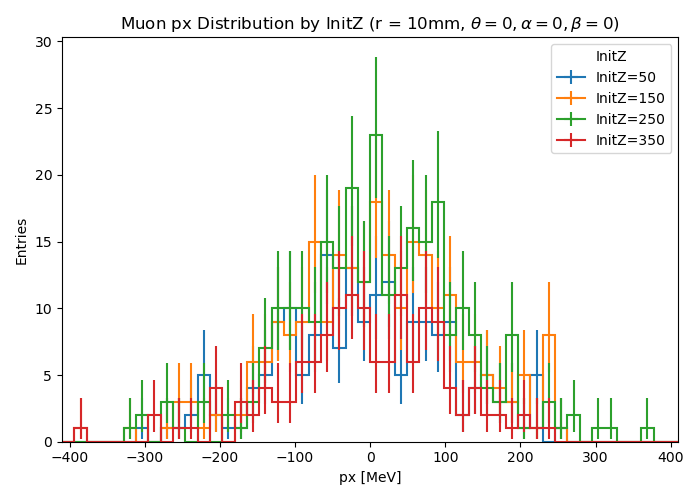 Muon px Distribution by InitZ (r = 10mm, θ = 0, α = 0, β = 0)
30
25
20
15
10
5
0
Entries
InitZ
InitZ=50
InitZ=150
InitZ=250
InitZ=350
−400 −300 −200 −100 0 100 200 300 400
px [MeV]